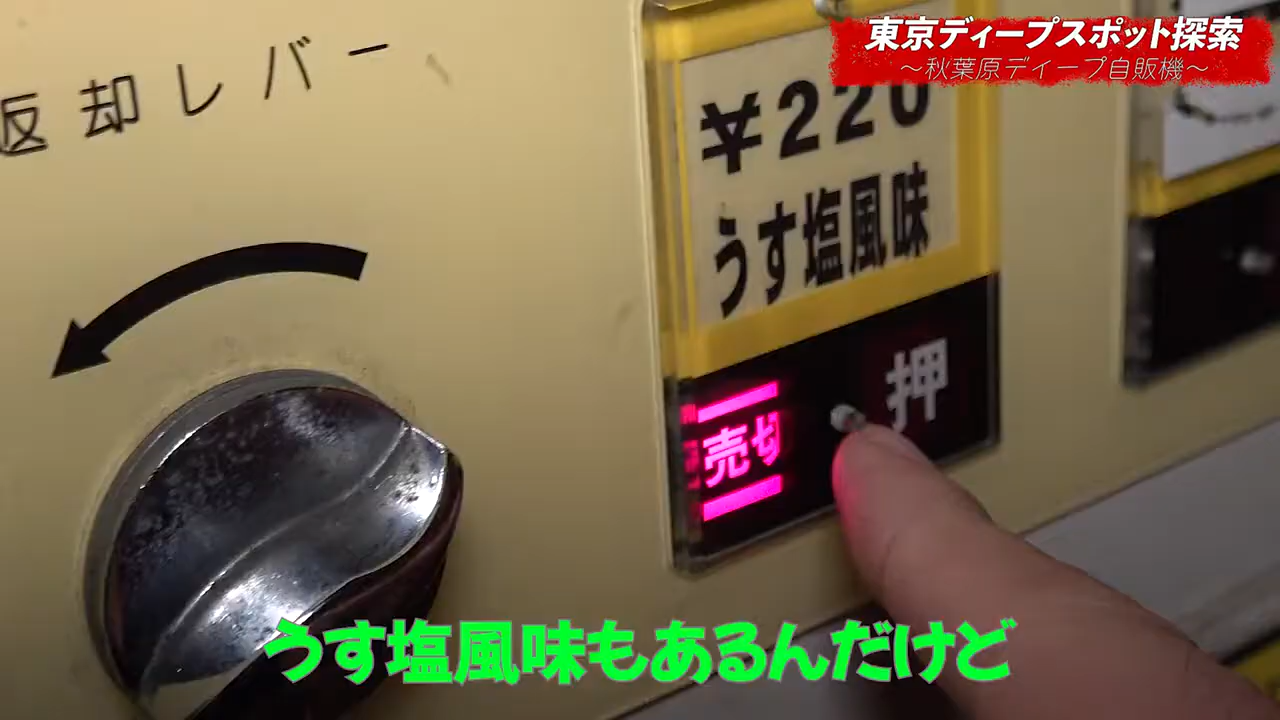 東京ディープスポット探索
～秋葉原ディープ自販機～
返却レバー
¥220
うす塩風味
売切
押
うす塩風味もあるんだけど